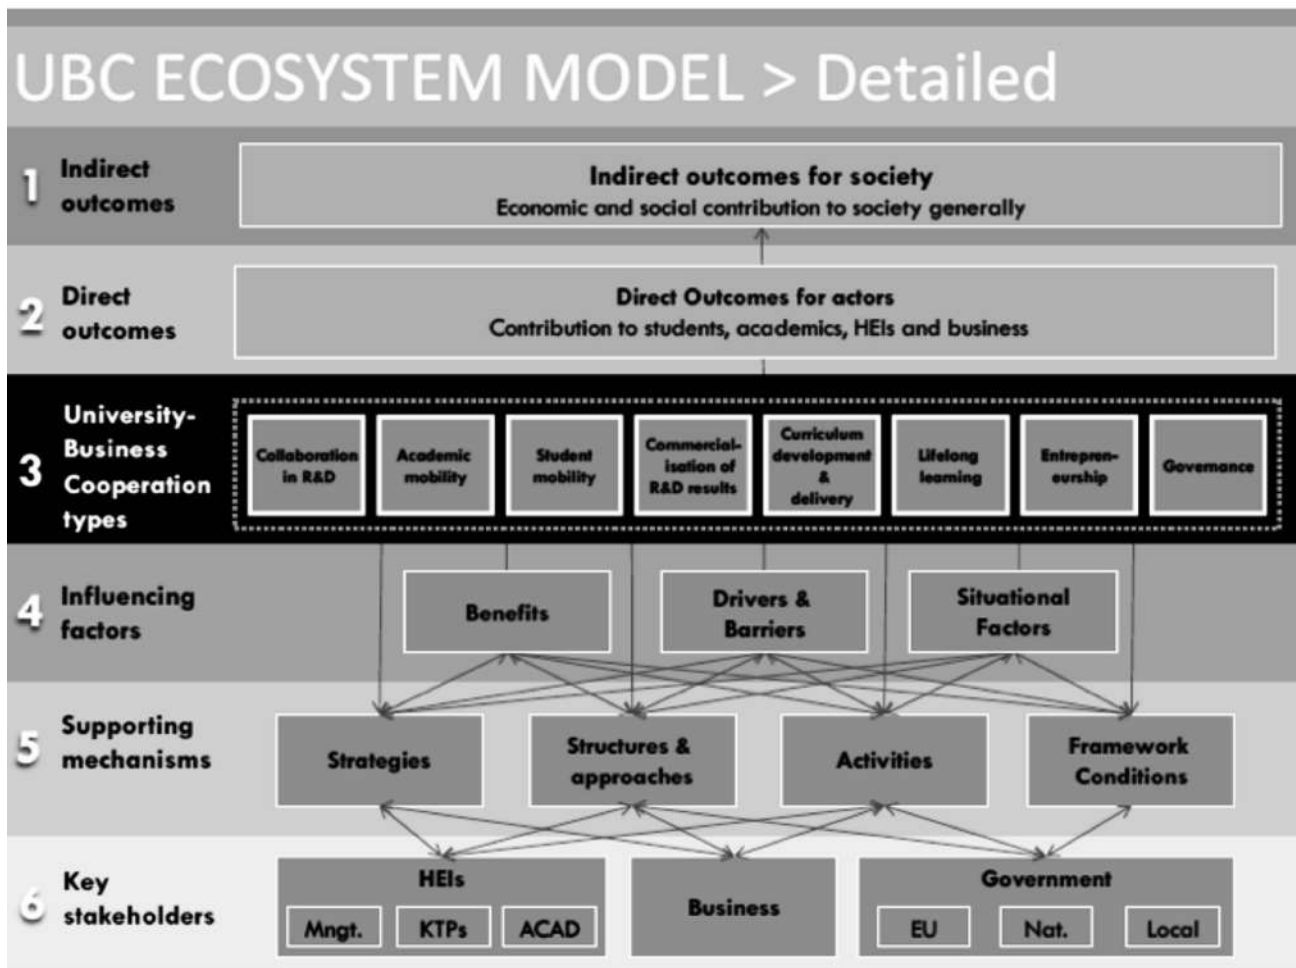 UBC ECOSYSTEM MODEL > Detailed
1
Indirect
outcomes
Indirect outcomes for society
Economic and social contribution to society generally
2
Direct
outcomes
Direct Outcomes for actors
Contribution to students, academics, HEIs and business
3
University-
Business
Cooperation
types
Collaboration
in R&D
Academic
mobility
Student
mobility
Commercial-
isation of
R&D results
Curriculum
development
&
delivery
Lifelong
learning
Entrepren-
eurship
Governance
4
Influencing
factors
Benefits
Drivers &
Barriers
Situational
Factors
5
Supporting
mechanisms
Strategies
Structures &
approaches
Activities
Framework
Conditions
6
Key
stakeholders
HEIs
Mngt.
KTPs
ACAD
Business
Government
EU
Nat.
Local